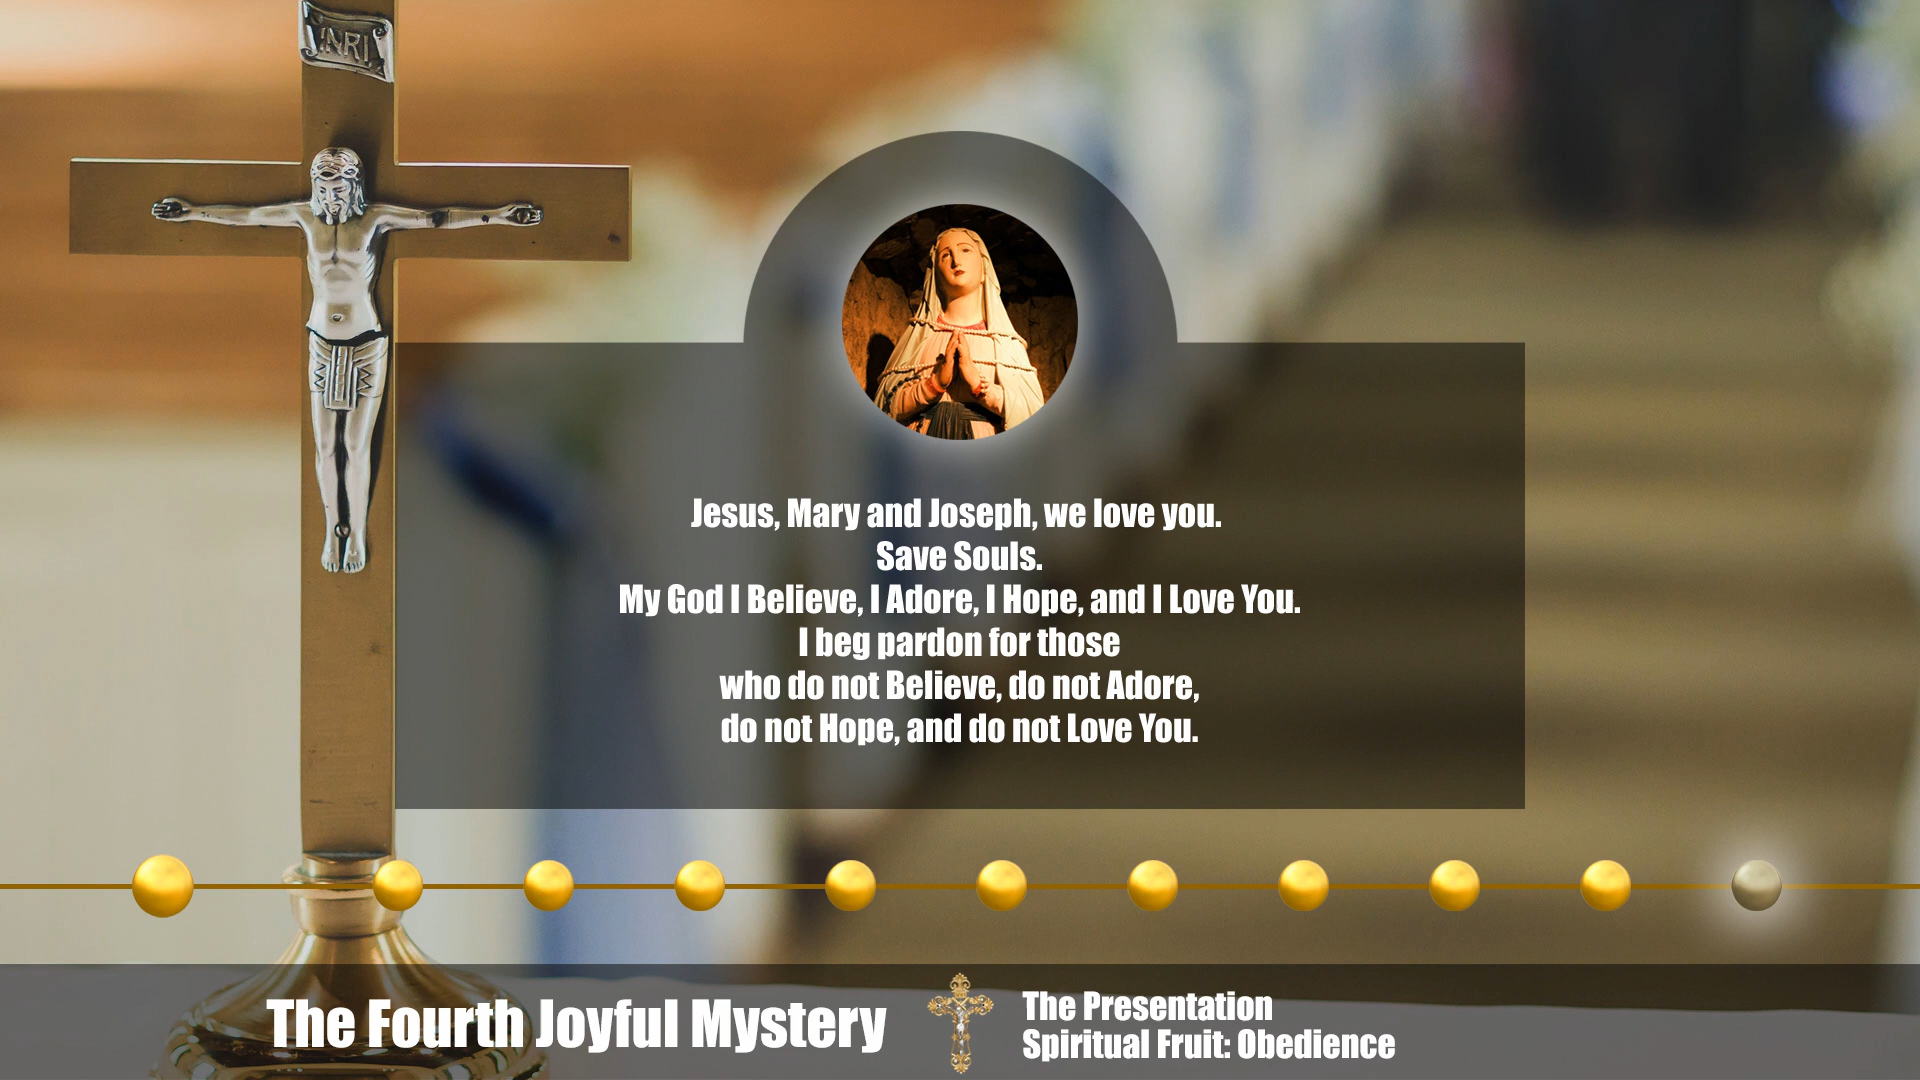 INRI
Jesus, Mary and Joseph, we love you.
Save Souls.
My God I Believe, I Adore, I Hope, and I Love You.
I beg pardon for those
who do not Believe, do not Adore,
do not Hope, and do not Love You.
The Fourth Joyful Mystery
The Presentation
Spiritual Fruit: Obedience